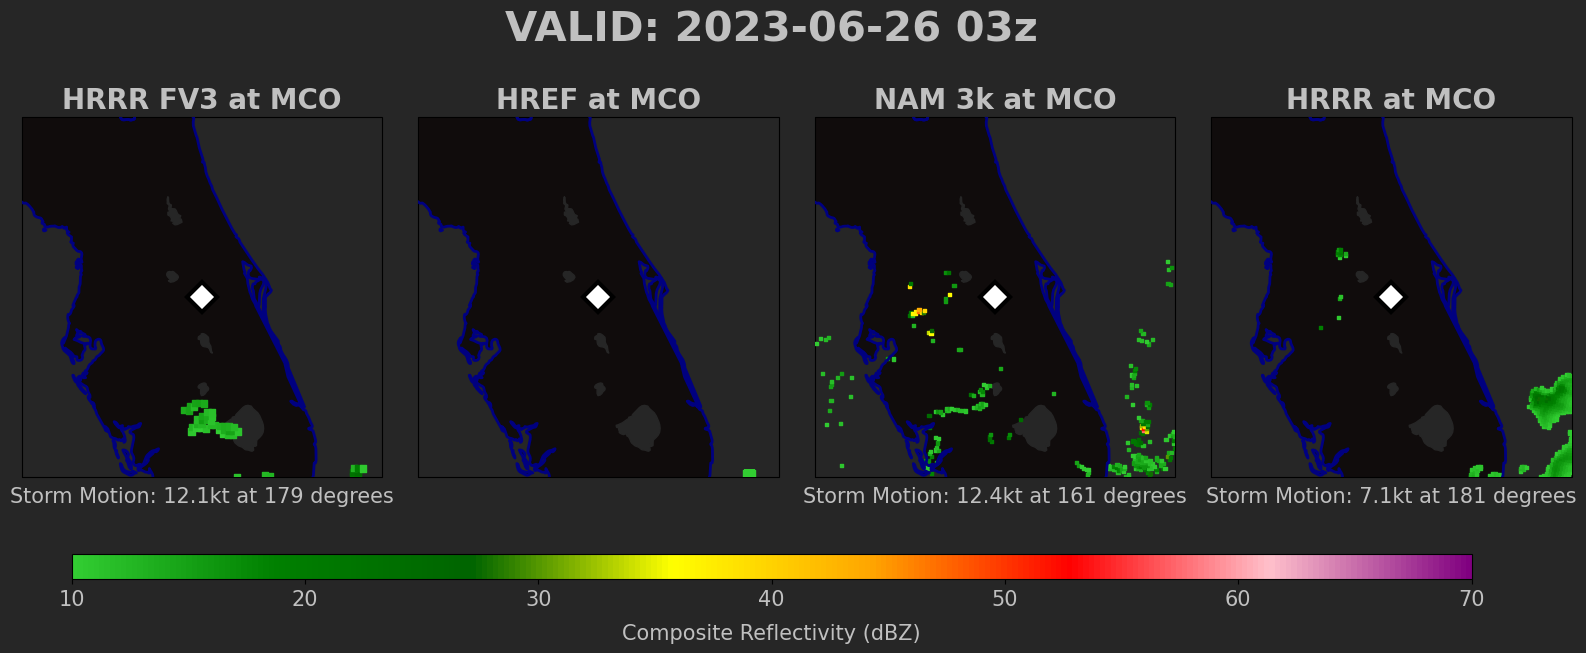 VALID: 2023-06-26 03z
HRRR FV3 at MCO
HREF at MCO
NAM 3k at MCO
HRRR at MCO
Storm Motion: 12.1kt at 179 degrees
Storm Motion: 12.4kt at 161 degrees
Storm Motion: 7.1kt at 181 degrees
10 20 30 40 50 60 70
Composite Reflectivity (dBZ)